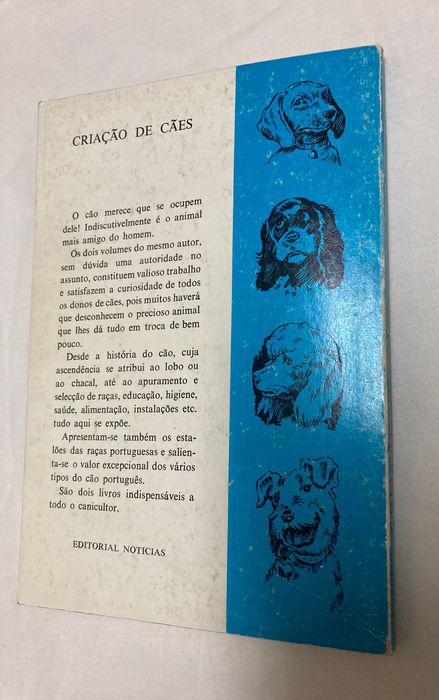 CRIAÇÃO DE CÃES
O cão merece que se ocupem
dele! Indiscutivelmente é o animal
mais amigo do homem.
Os dois volumes do mesmo autor,
sem dúvida uma autoridade no
assunto, constituem valioso trabalho
e satisfazem a curiosidade de todos
os donos de cães, pois muitos haverá
que desconhecem o precioso animal
que lhes dá tudo em troca de bem
pouco.
Desde a história do cão, cuja
ascendência se atribui ao lobo ou
ao chacal, até ao apuramento e
selecção de raças, educação, higiene,
saúde, alimentação, instalações etc.
tudo aqui se expõe.
Apresentam-se também os esta-
lões das raças portuguesas e salien-
ta-se o valor excepcional dos vários
tipos do cão português.
São dois livros indispensáveis a
todo o canicultor.
EDITORIAL NOTÍCIAS